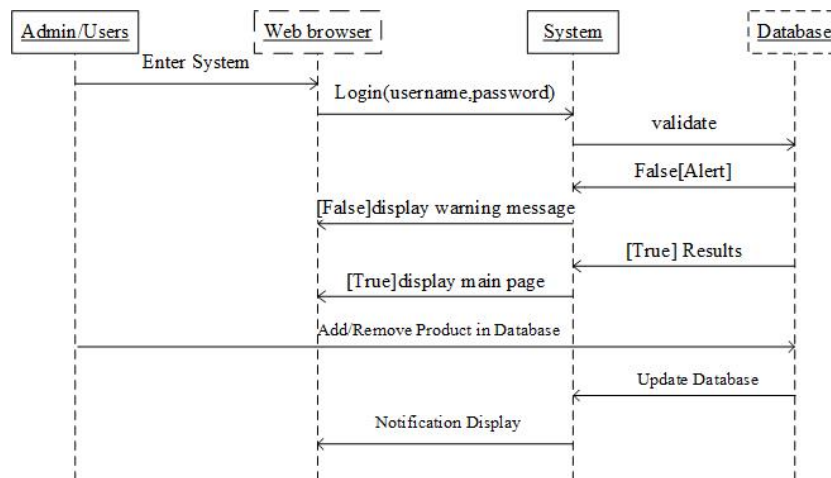 Admin/Users
Web browser
System
Database
Enter System
Login(username,password)
validate
False[Alert]
[False]display warning message
[True] Results
[True]display main page
Add/Remove Product in Database
Update Database
Notification Display